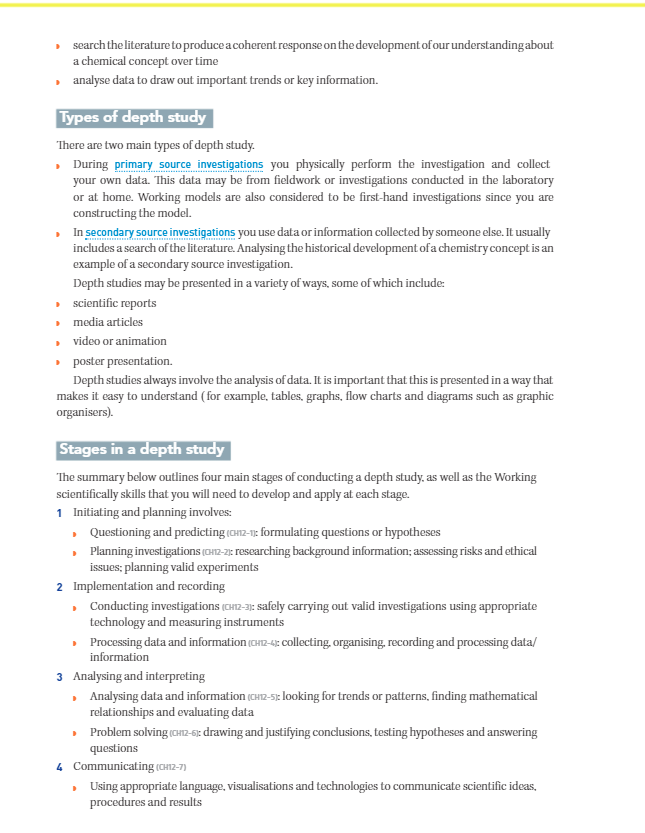 search the literature to produce a coherent response on the development of our understanding about
a chemical concept over time
analyse data to draw out important trends or key information.
Types of depth study
There are two main types of depth study.
During primary source investigations you physically perform the investigation and collect
your own data. This data may be from fieldwork or investigations conducted in the laboratory
or at home. Working models are also considered to be first-hand investigations since you are
constructing the model.
In secondary source investigations you use data or information collected by someone else. It usually
includes a search of the literature. Analysing the historical development of a chemistry concept is an
example of a secondary source investigation.
Depth studies may be presented in a variety of ways, some of which include:
scientific reports
media articles
video or animation
poster presentation.
Depth studies always involve the analysis of data. It is important that this is presented in a way that
makes it easy to understand (for example, tables, graphs, flow charts and diagrams such as graphic
organisers).
Stages in a depth study
The summary below outlines four main stages of conducting a depth study, as well as the Working
scientifically skills that you will need to develop and apply at each stage.
1 Initiating and planning involves:
Questioning and predicting (CH12-1): formulating questions or hypotheses
Planning investigations (CH12-2): researching background information; assessing risks and ethical
issues; planning valid experiments
2 Implementation and recording
Conducting investigations (CH12-3): safely carrying out valid investigations using appropriate
technology and measuring instruments
Processing data and information (CH12-4): collecting, organising, recording and processing data/
information
3 Analysing and interpreting
Analysing data and information (CH12-5): looking for trends or patterns, finding mathematical
relationships and evaluating data
Problem solving (CH12-6): drawing and justifying conclusions, testing hypotheses and answering
questions
4 Communicating (CH12-7)
Using appropriate language, visualisations and technologies to communicate scientific ideas,
procedures and results